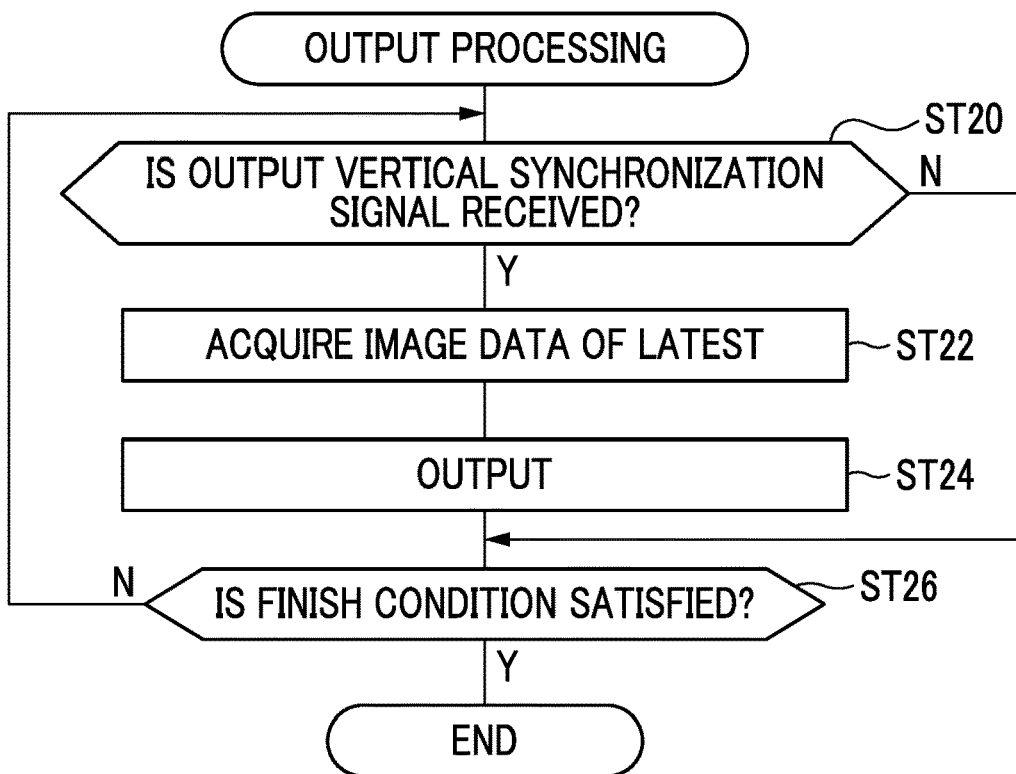 OUTPUT PROCESSING
ST20
IS OUTPUT VERTICAL SYNCHRONIZATION
SIGNAL RECEIVED?
N
Y
ACQUIRE IMAGE DATA OF LATEST
ST22
OUTPUT
ST24
N
IS FINISH CONDITION SATISFIED?
ST26
Y
END